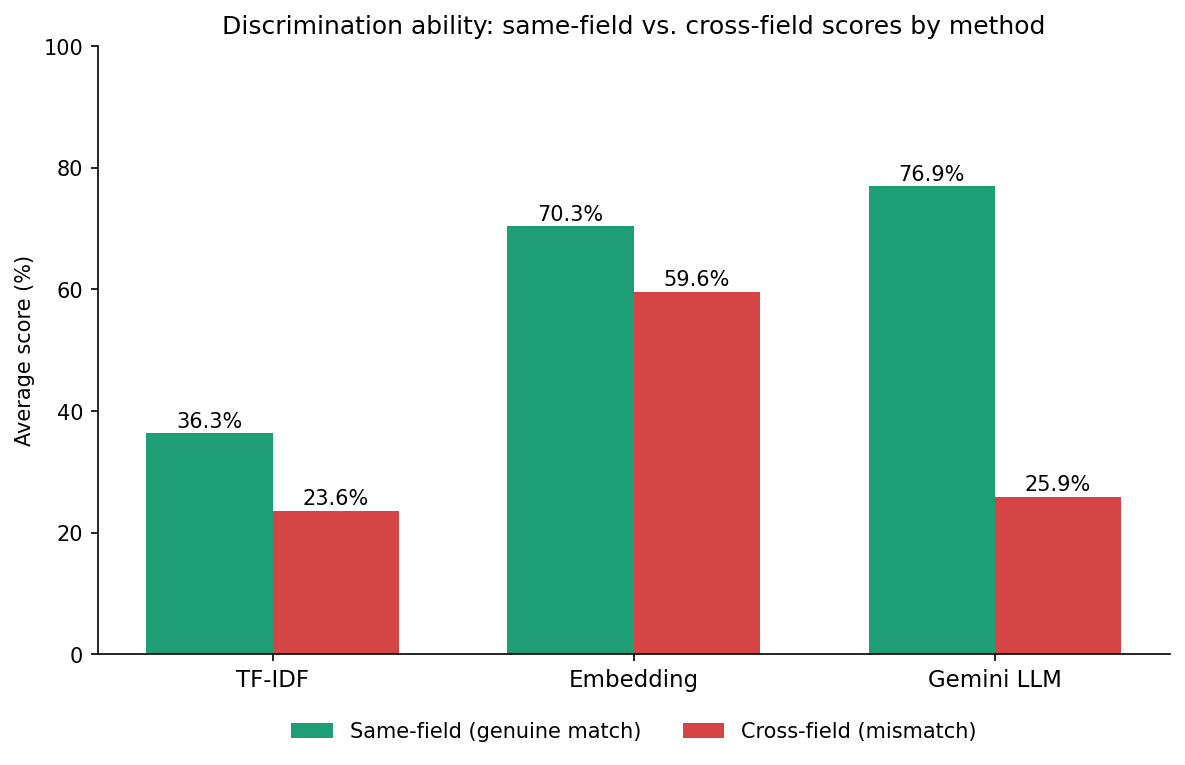 Discrimination ability: same-field vs. cross-field scores by method
Average score (%)
100
80
60
40
20
0
36.3%
23.6%
70.3%
59.6%
76.9%
25.9%
TF-IDF
Embedding
Gemini LLM
Same-field (genuine match)
Cross-field (mismatch)